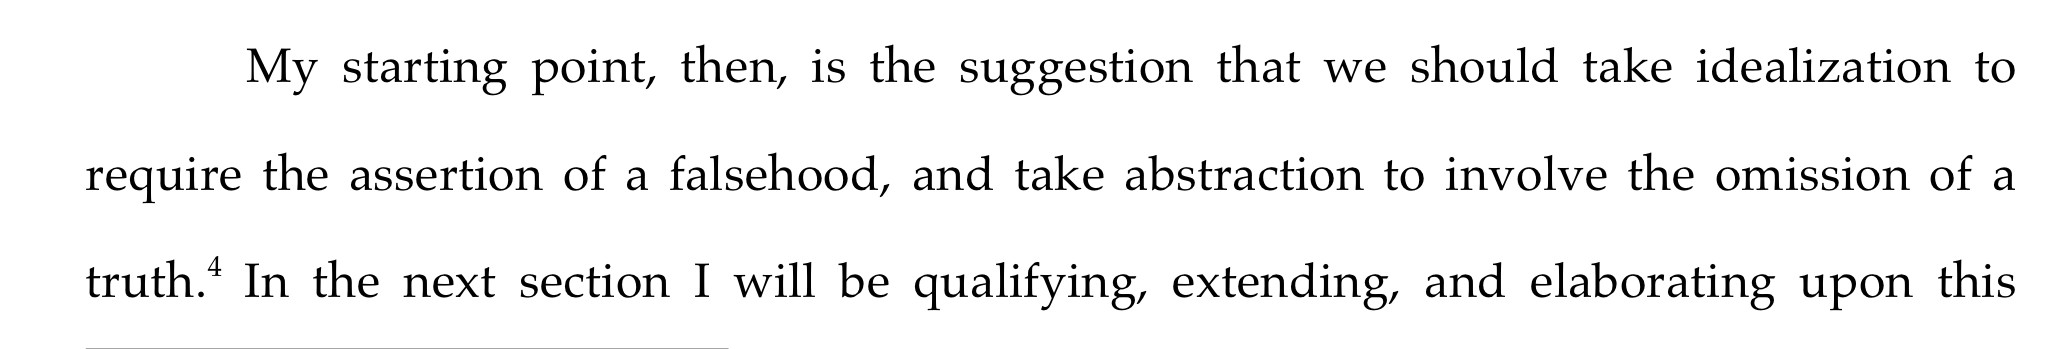 My starting point, then, is the suggestion that we should take idealization to
require the assertion of a falsehood, and take abstraction to involve the omission of a
truth.⁴ In the next section I will be qualifying, extending, and elaborating upon this